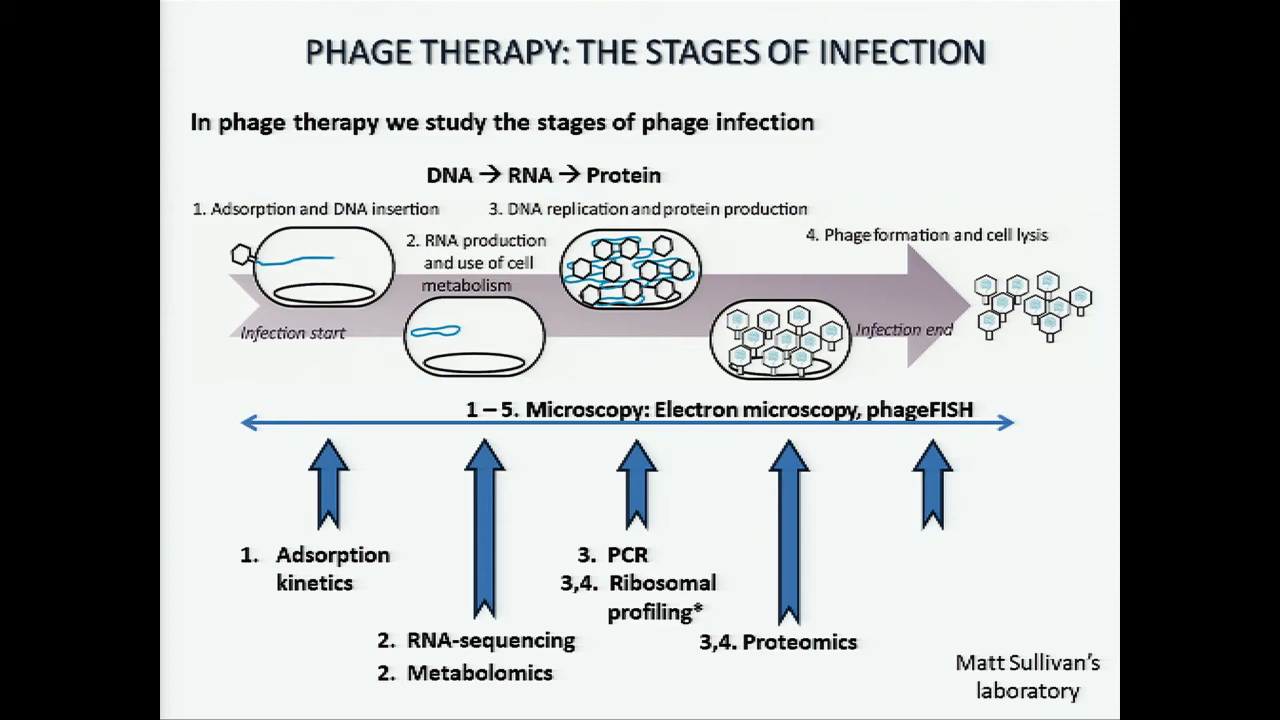 PHAGE THERAPY: THE STAGES OF INFECTION
In phage therapy we study the stages of phage infection
DNA → RNA → Protein
1. Adsorption and DNA insertion
3. DNA replication and protein production
2. RNA production
and use of cell
metabolism
4. Phage formation and cell lysis
Infection start
Infection end
1 – 5. Microscopy: Electron microscopy, phageFISH
1. Adsorption
kinetics
3. PCR
3,4. Ribosomal
profiling*
2. RNA-sequencing
2. Metabolomics
3,4. Proteomics
Matt Sullivan's
laboratory